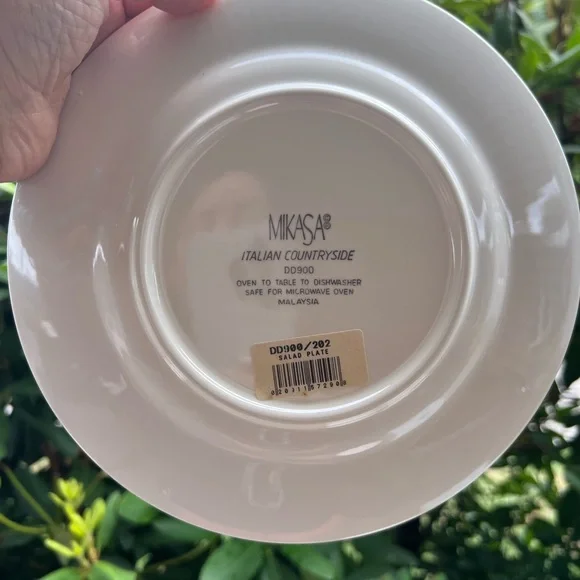 MIKASA
ITALIAN COUNTRYSIDE
DD900
OVEN TO TABLE TO DISHWASHER
SAFE FOR MICROWAVE OVEN
MALAYSIA
DD900/202
SALAD PLATE